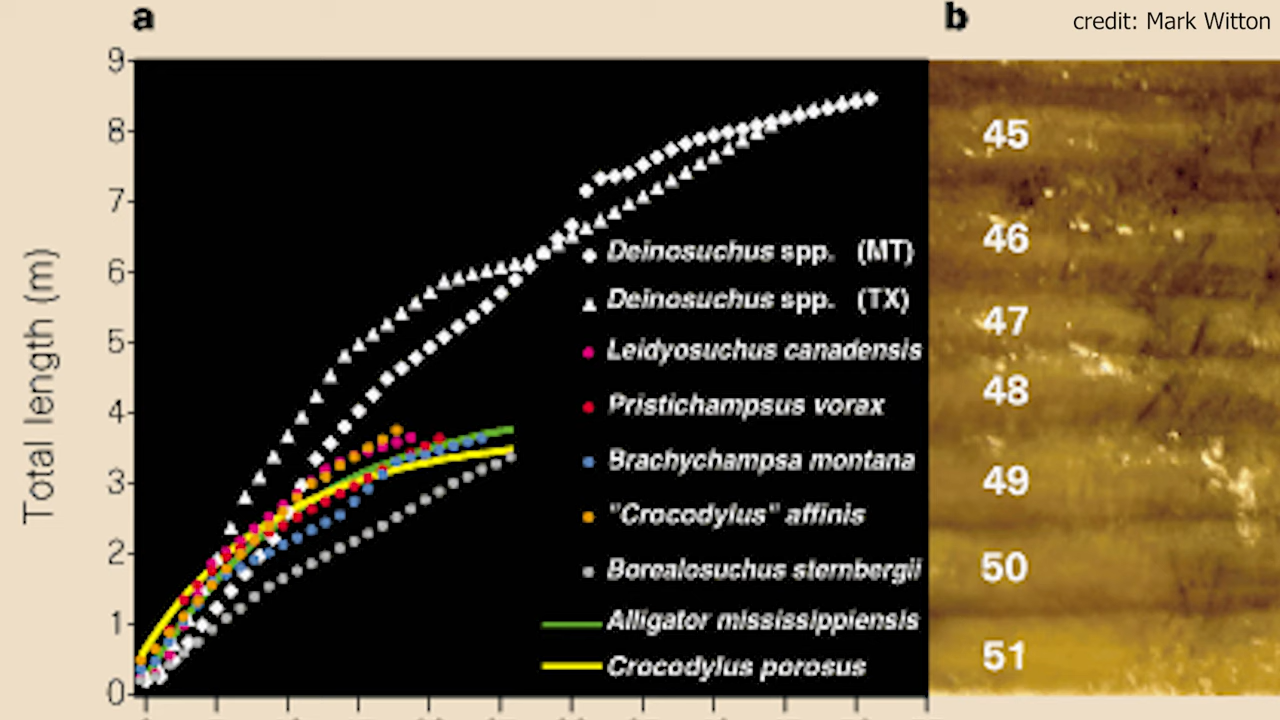 a
b
credit: Mark Witton
9
8
7
6
5
4
3
2
1
0
Total length (m)
Deinosuchus spp. (MT)
Deinosuchus spp. (TX)
Leidyosuchus canadensis
Pristichampsus vorax
Brachychampsa montana
"Crocodylus" affinis
Borealosuchus sternbergii
Alligator mississippiensis
Crocodylus porosus
45
46
47
48
49
50
51